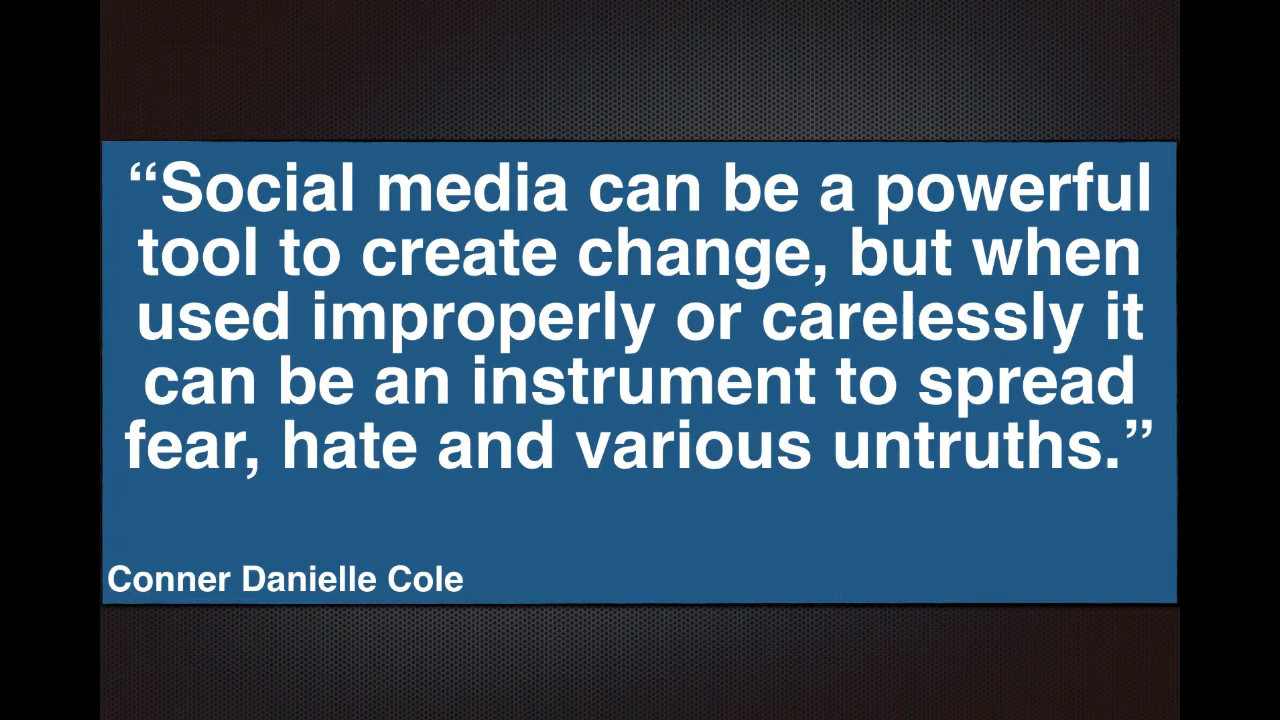 “Social media can be a powerful
tool to create change, but when
used improperly or carelessly it
can be an instrument to spread
fear, hate and various untruths.”
Conner Danielle Cole